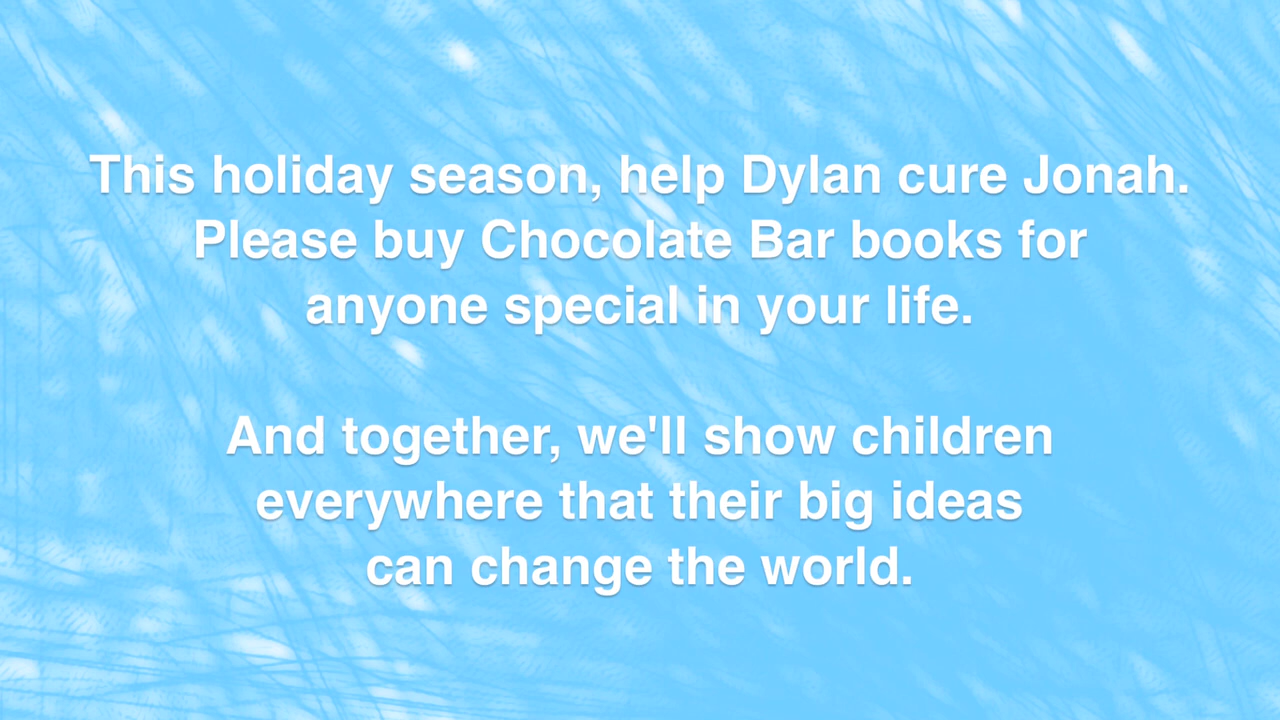 This holiday season, help Dylan cure Jonah.
Please buy Chocolate Bar books for
anyone special in your life.
And together, we'll show children
everywhere that their big ideas
can change the world.